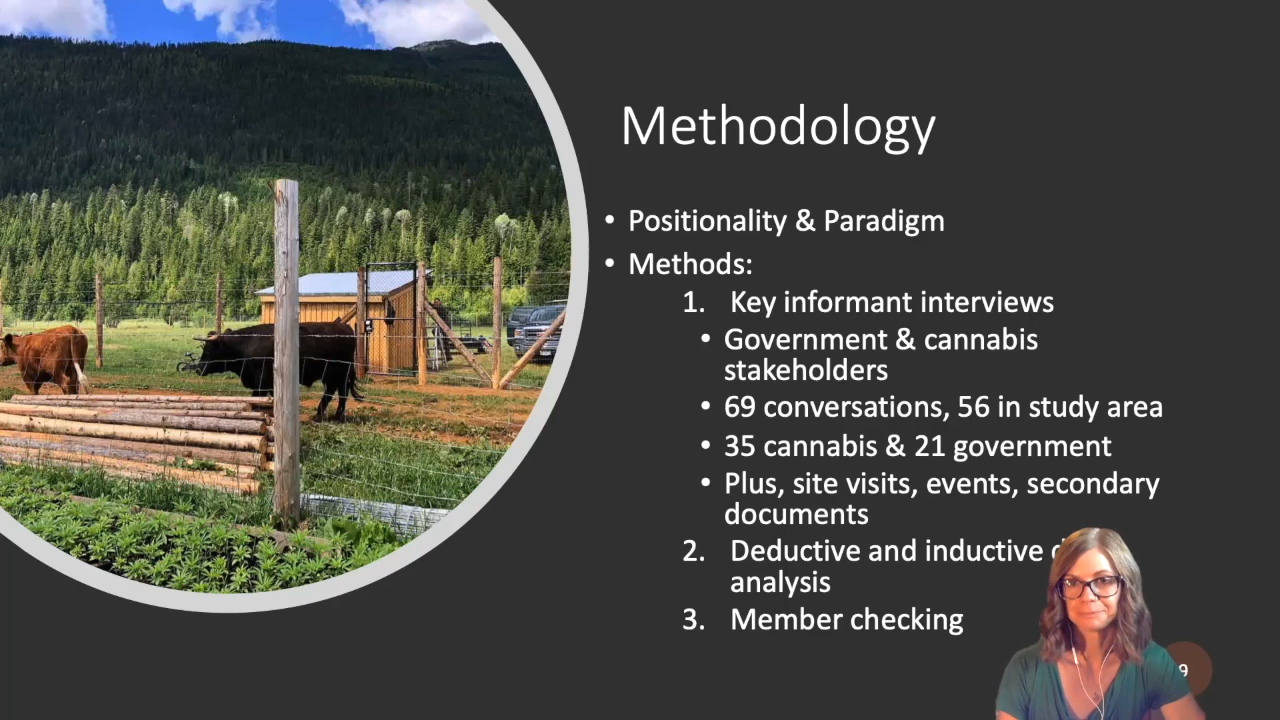 Methodology
• Positionality & Paradigm
• Methods:
1. Key informant interviews
• Government & cannabis
stakeholders
• 69 conversations, 56 in study area
• 35 cannabis & 21 government
• Plus, site visits, events, secondary
documents
2. Deductive and inductive
analysis
3. Member checking
9